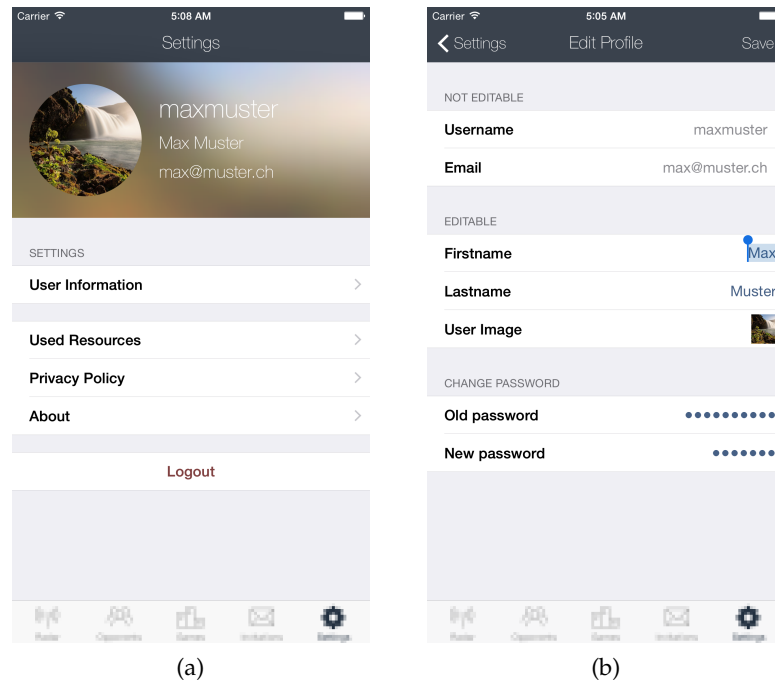 Carrier 5:08 AM
Settings
maxmuster
Max Muster
max@muster.ch
SETTINGS
User Information
Used Resources
Privacy Policy
About
Logout
(a)
Carrier 5:05 AM
Settings Edit Profile Save
NOT EDITABLE
Username maxmuster
Email max@muster.ch
EDITABLE
Firstname Max
Lastname Muster
User Image
CHANGE PASSWORD
Old password
New password
(b)